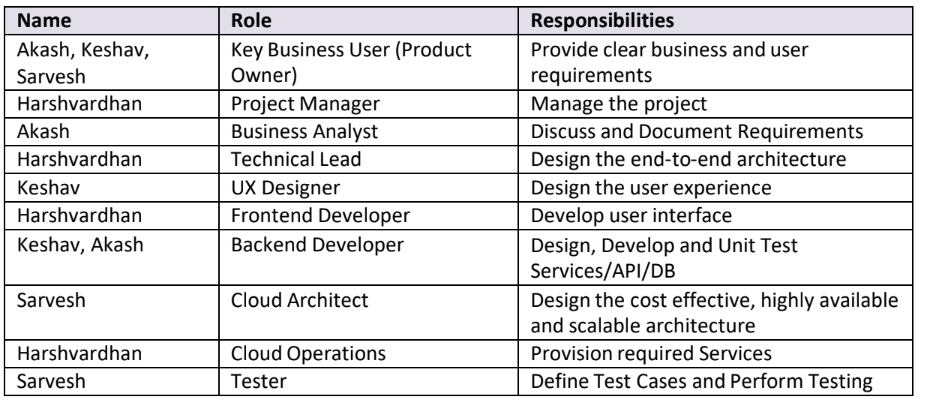 Name Role Responsibilities
Akash, Keshav, Key Business User (Product Provide clear business and user
Sarvesh Owner) requirements
Harshvardhan Project Manager Manage the project
Akash Business Analyst Discuss and Document Requirements
Harshvardhan Technical Lead Design the end-to-end architecture
Keshav UX Designer Design the user experience
Harshvardhan Frontend Developer Develop user interface
Keshav, Akash Backend Developer Design, Develop and Unit Test
Services/API/DB
Sarvesh Cloud Architect Design the cost effective, highly available
and scalable architecture
Harshvardhan Cloud Operations Provision required Services
Sarvesh Tester Define Test Cases and Perform Testing